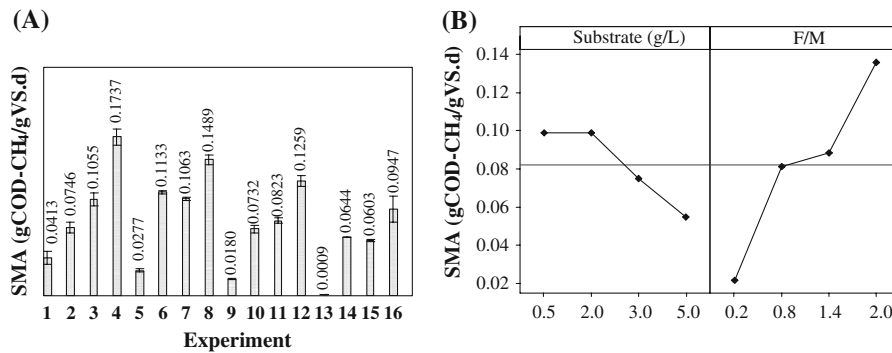 (A)
SMA (gCOD-CH₄/gVS.d)
0.0413
0.0746
0.1055
0.1737
0.0277
0.1133
0.1063
0.1489
0.0180
0.0732
0.0823
0.1259
0.0009
0.0644
0.0603
0.0947
1 2 3 4 5 6 7 8 9 10 11 12 13 14 15 16
Experiment
(B)
Substrate (g/L) F/M
SMA (gCOD-CH₄/gVS.d)
0.14
0.12
0.10
0.08
0.06
0.04
0.02
0.5 2.0 3.0 5.0 0.2 0.8 1.4 2.0